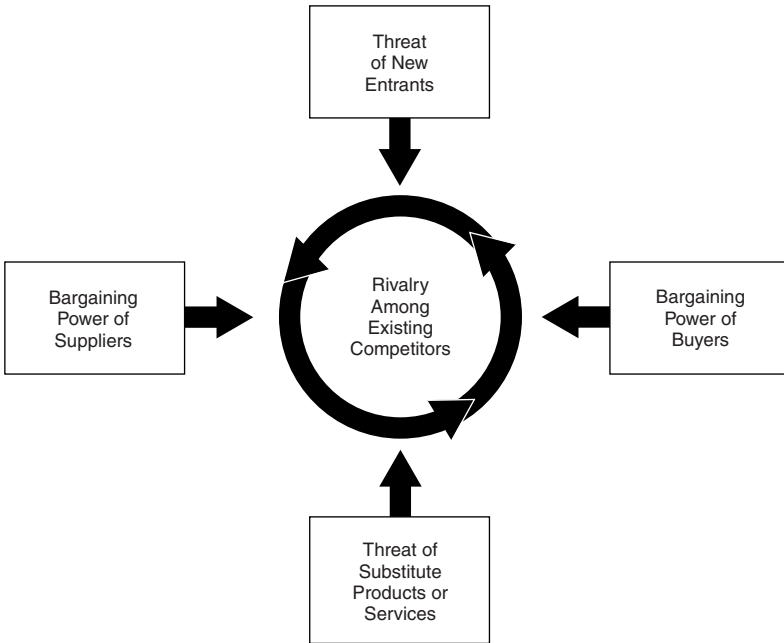 Threat
of New
Entrants
Bargaining
Power of
Suppliers
Rivalry
Among
Existing
Competitors
Bargaining
Power of
Buyers
Threat of
Substitute
Products or
Services